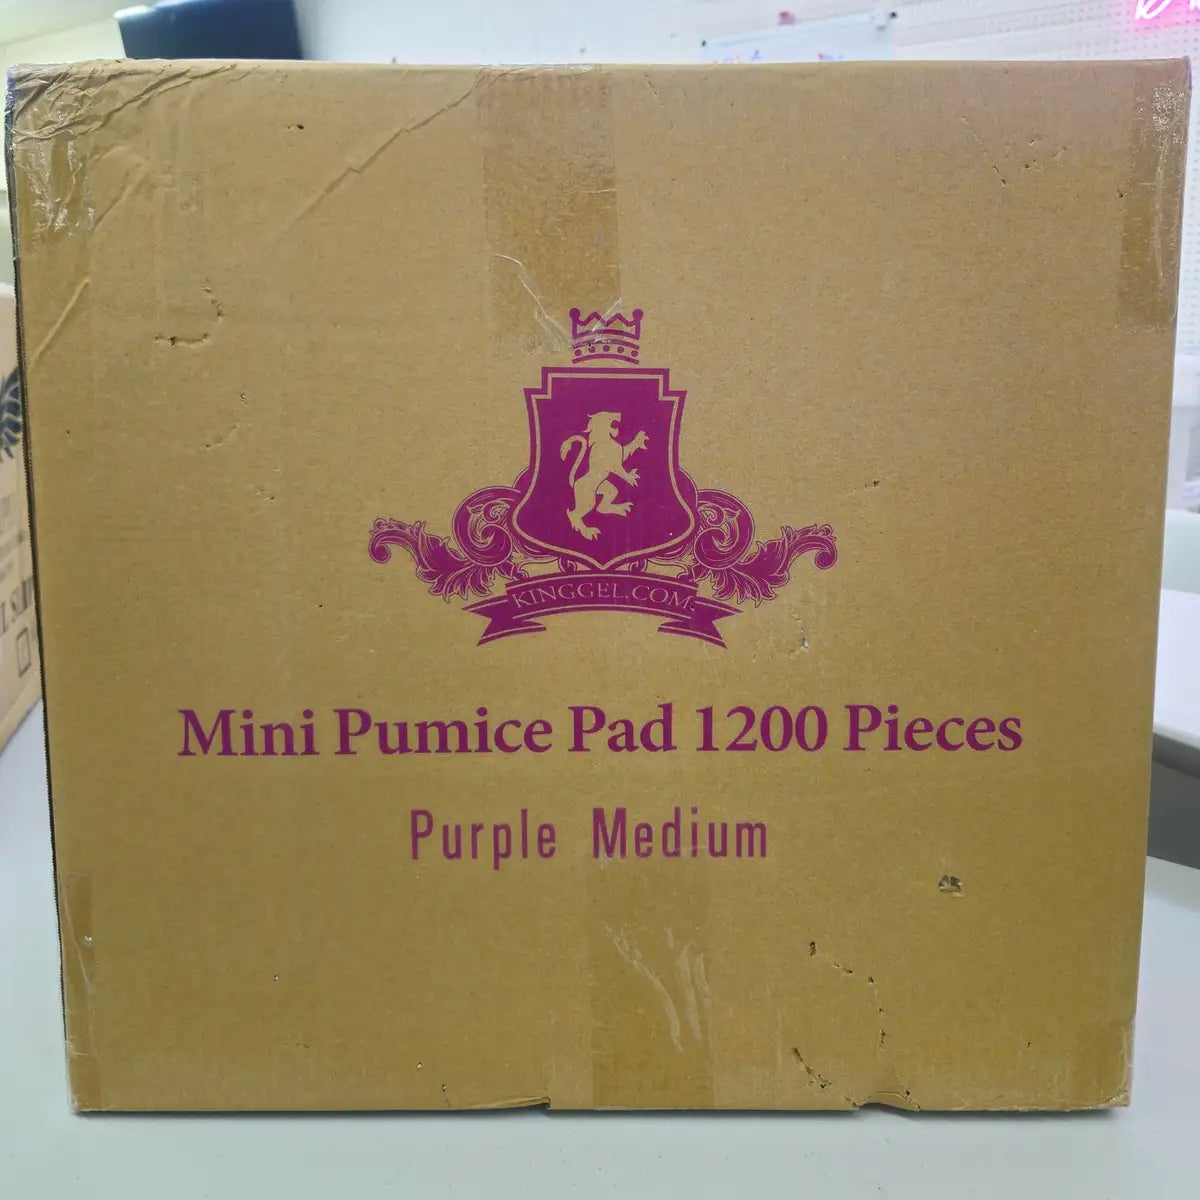 KINGGEL.COM
Mini Pumice Pad 1200 Pieces
Purple Medium